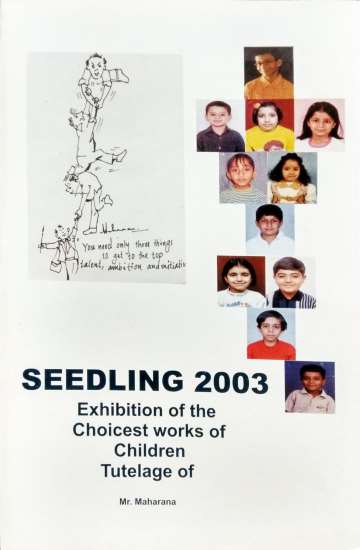 You need only three things
to get to the top
talent, ambition and initiativ
SEEDLING 2003
Exhibition of the
Choicest works of
Children
Tutelage of
Mr. Maharana